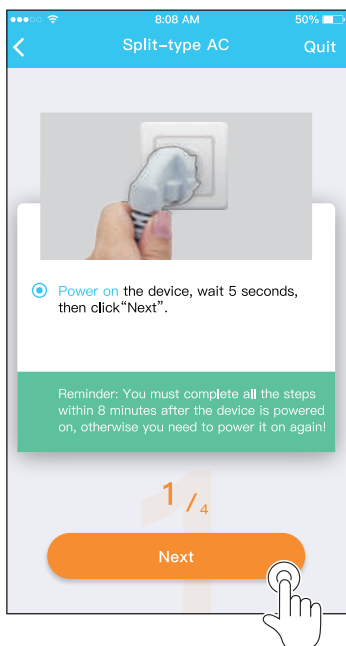 8:08 AM
50%
Split-type AC
Quit
Power on the device, wait 5 seconds,
then click“Next”.
Reminder: You must complete all the steps
within 8 minutes after the device is powered
on, otherwise you need to power it on again!
1/4
Next